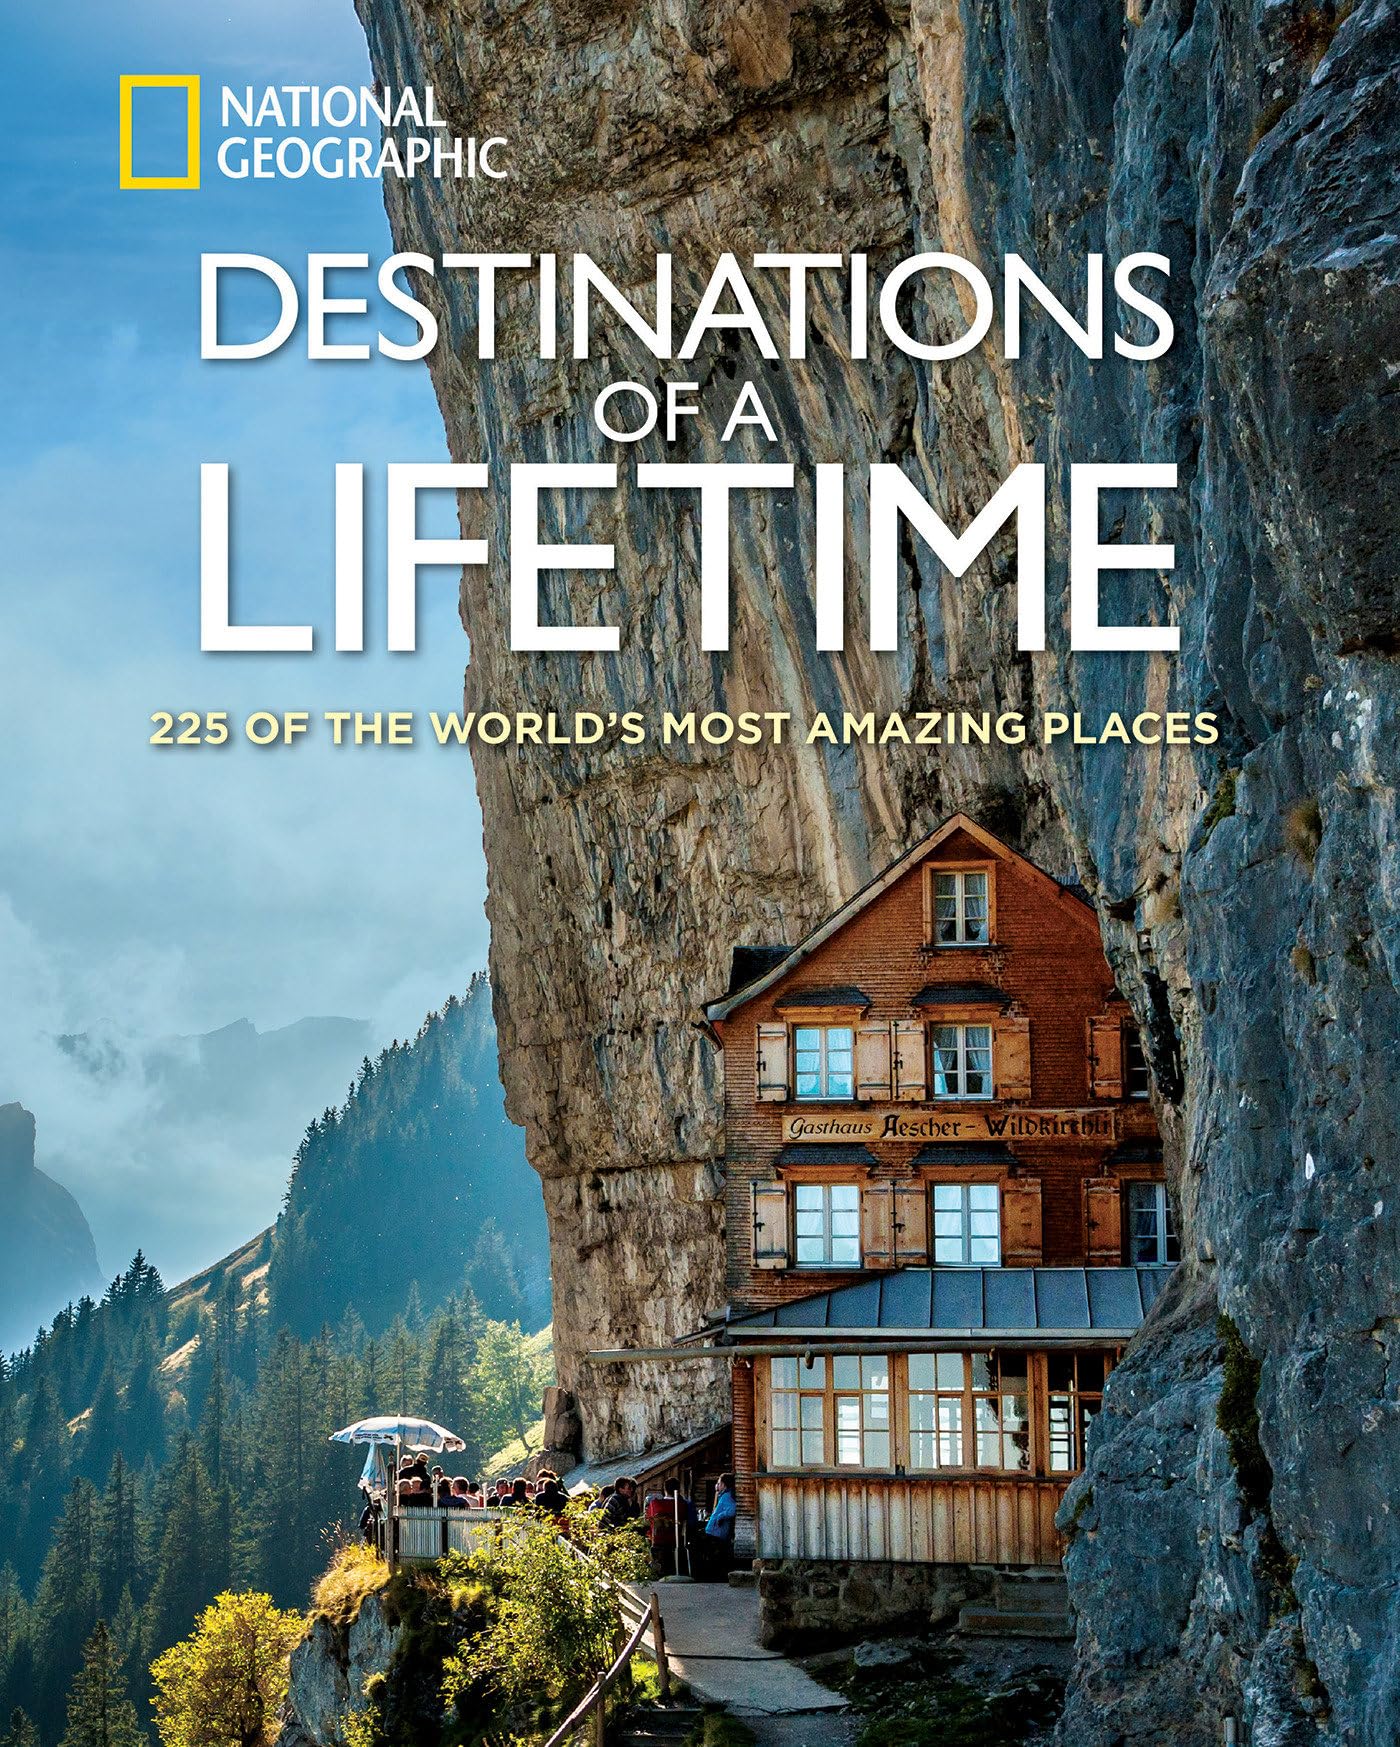 NATIONAL
GEOGRAPHIC
DESTINATIONS
OF A
LIFETIME
225 OF THE WORLD'S MOST AMAZING PLACES
Gasthaus Aescher - Wildkirchli